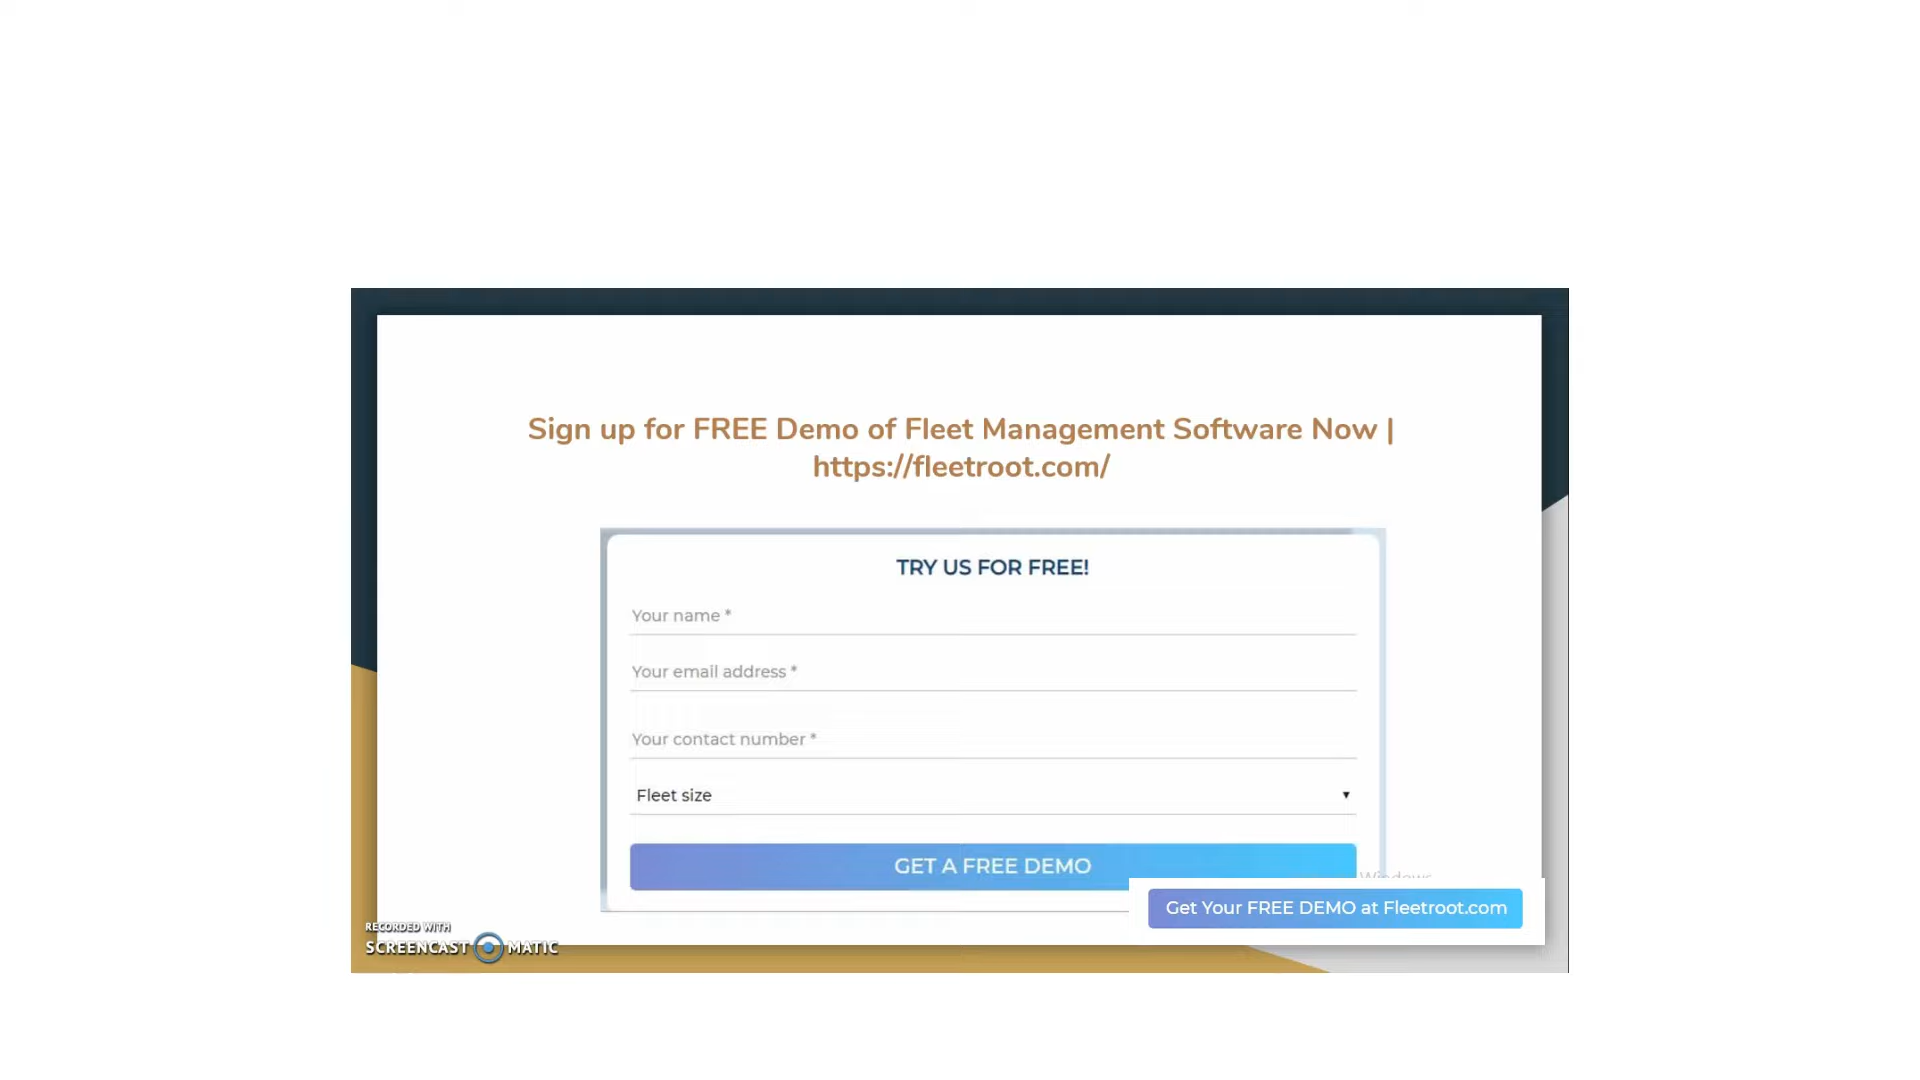 Sign up for FREE Demo of Fleet Management Software Now |
https://fleetroot.com/
TRY US FOR FREE!
Your name *
Your email address *
Your contact number *
Fleet size
GET A FREE DEMO
Windows
Get Your FREE DEMO at Fleetroot.com
RECORDED WITH
SCREENCAST MATIC